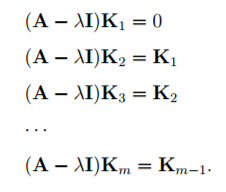 (A − λI)K₁ = 0
(A − λI)K₂ = K₁
(A − λI)K₃ = K₂
...
(A − λI)Kₘ = Kₘ₋₁.